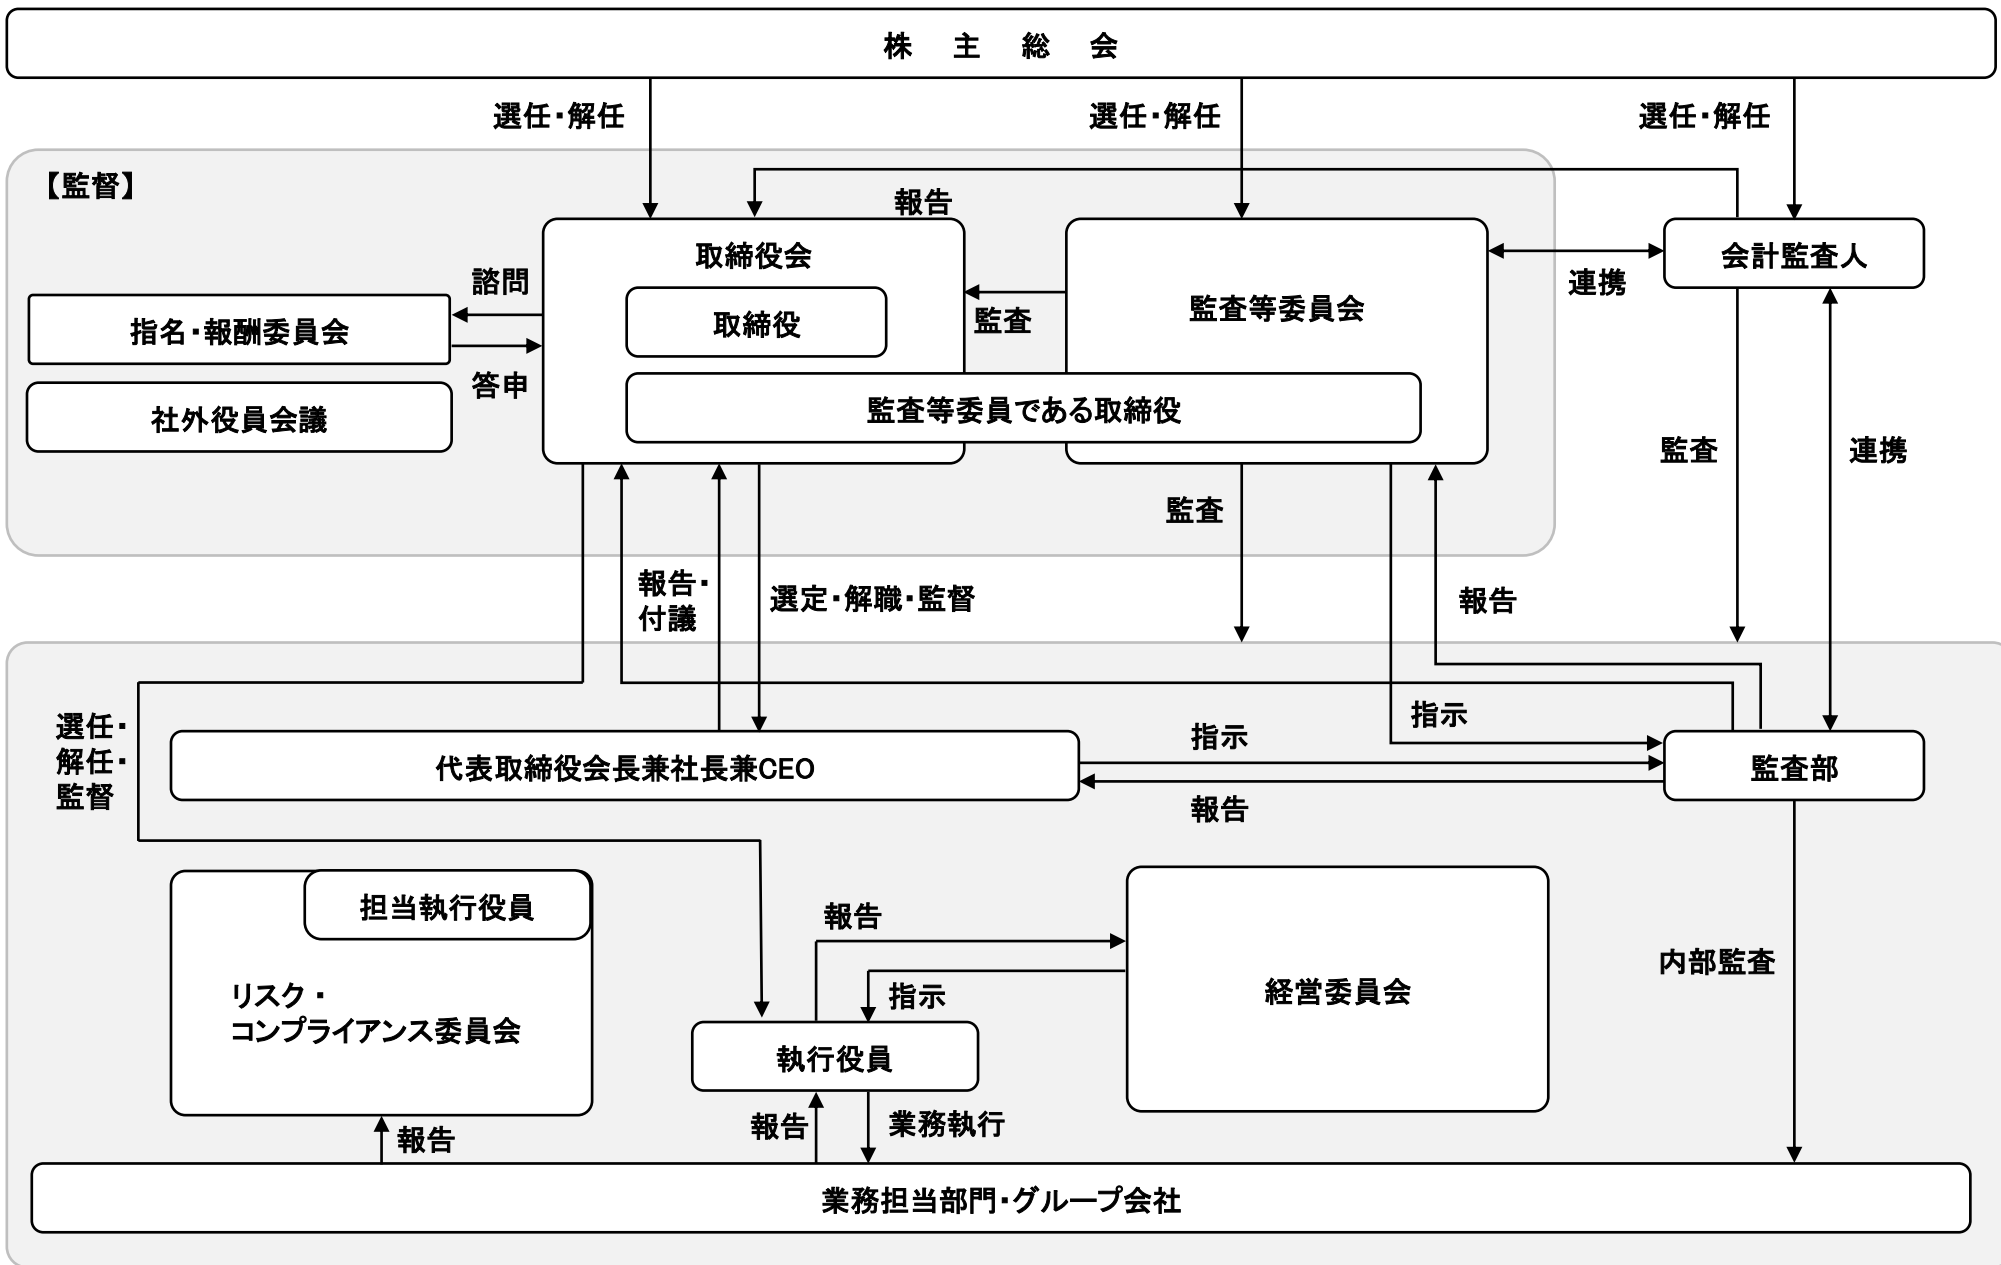 株 主 総 会
選任・解任
選任・解任
選任・解任
【監督】
報告
取締役会
会計監査人
諮問
連携
取締役
監査等委員会
監査
指名・報酬委員会
答申
社外役員会議
監査等委員である取締役
監査
連携
監査
報告・
付議
選定・解職・監督
報告
選任・
解任・
監督
指示
指示
代表取締役会長兼社長兼CEO
監査部
報告
担当執行役員
報告
内部監査
リスク・
コンプライアンス委員会
指示
経営委員会
執行役員
報告
報告
業務執行
業務担当部門・グループ会社